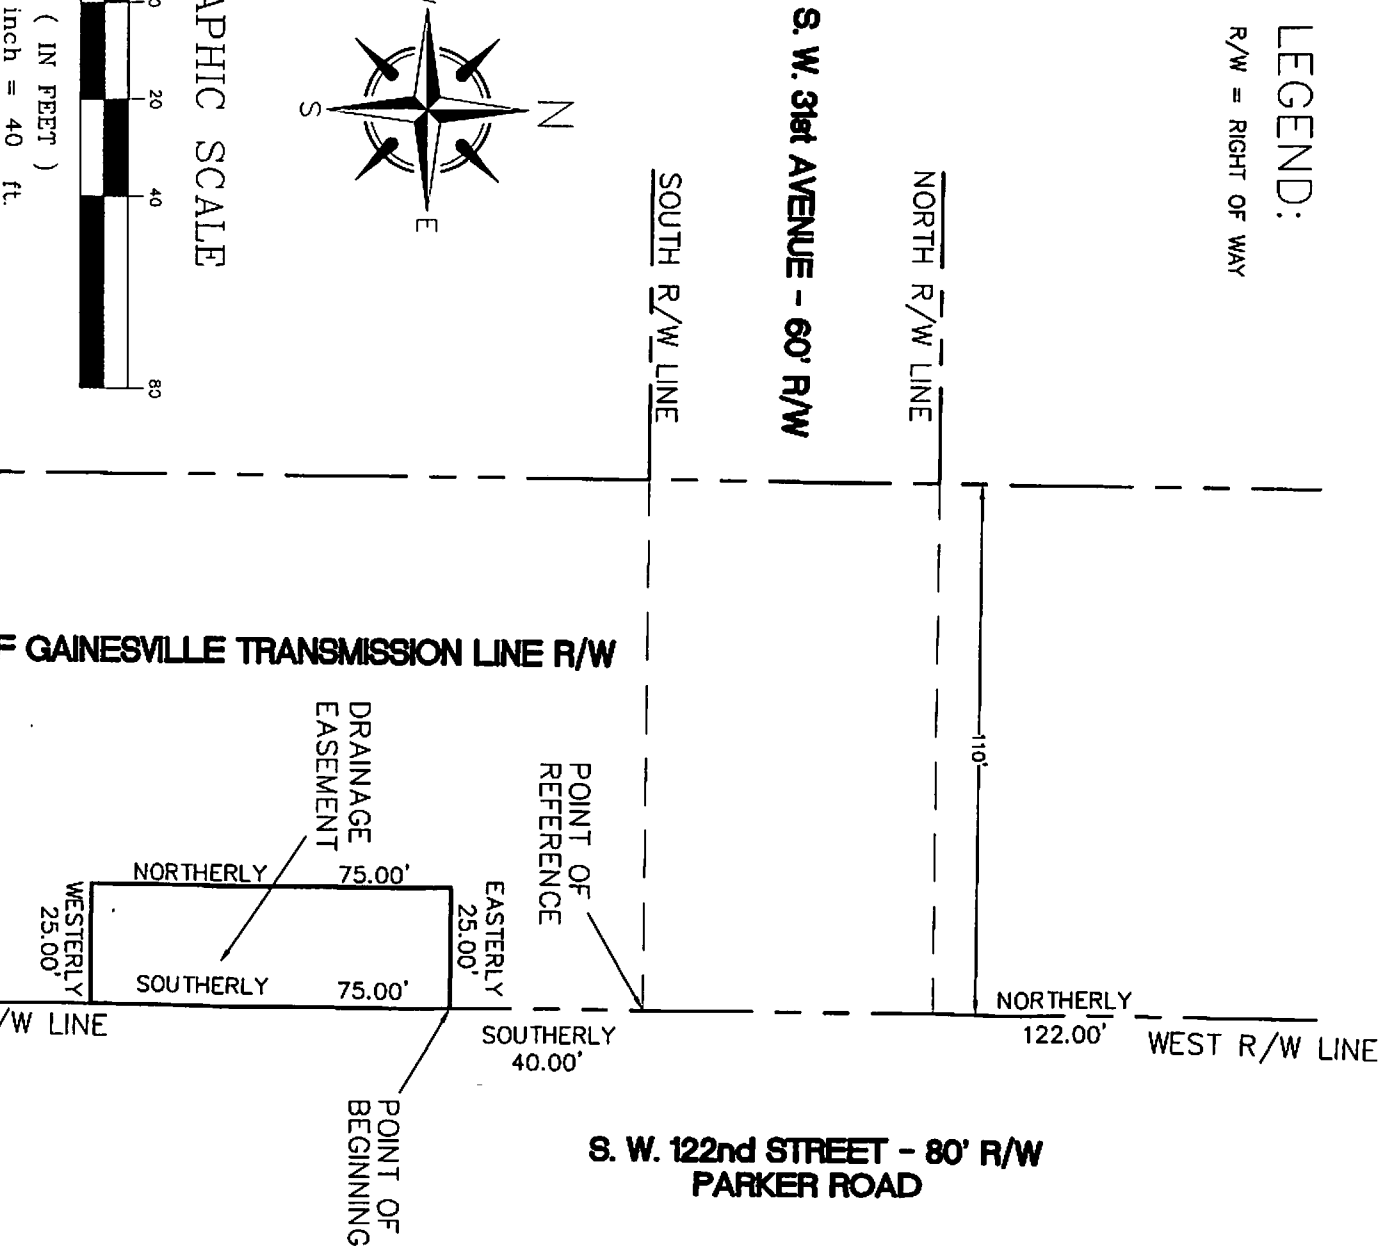 LEGEND:
R/W = RIGHT OF WAY
NORTH R/W LINE
S. W. 31st AVENUE - 60' R/W
SOUTH R/W LINE
N
S
E
APHIC SCALE
20
40
80
( IN FEET )
inch = 40 ft.
110'
GAINESVILLE TRANSMISSION LINE R/W
DRAINAGE
EASEMENT
POINT OF
REFERENCE
NORTHERLY 75.00'
EASTERLY
25.00'
WESTERLY
25.00'
SOUTHERLY 75.00'
/W LINE
SOUTHERLY
40.00'
NORTHERLY
122.00'
WEST R/W LINE
POINT OF
BEGINNING
S. W. 122nd STREET - 80' R/W
PARKER ROAD